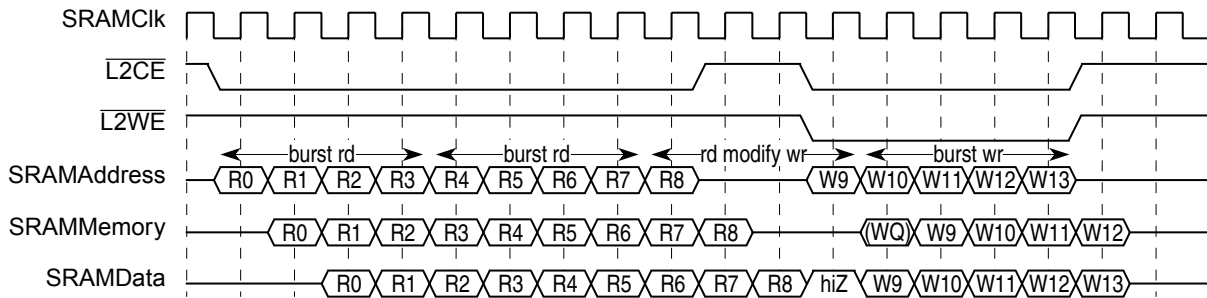 SRAMClk
L2CE
L2WE
burst rd burst rd rd modify wr burst wr
SRAMAddress R0 R1 R2 R3 R4 R5 R6 R7 R8 W9 W10 W11 W12 W13
SRAMMemory R0 R1 R2 R3 R4 R5 R6 R7 R8 (WQ) W9 W10 W11 W12
SRAMData R0 R1 R2 R3 R4 R5 R6 R7 R8 hiZ W9 W10 W11 W12 W13